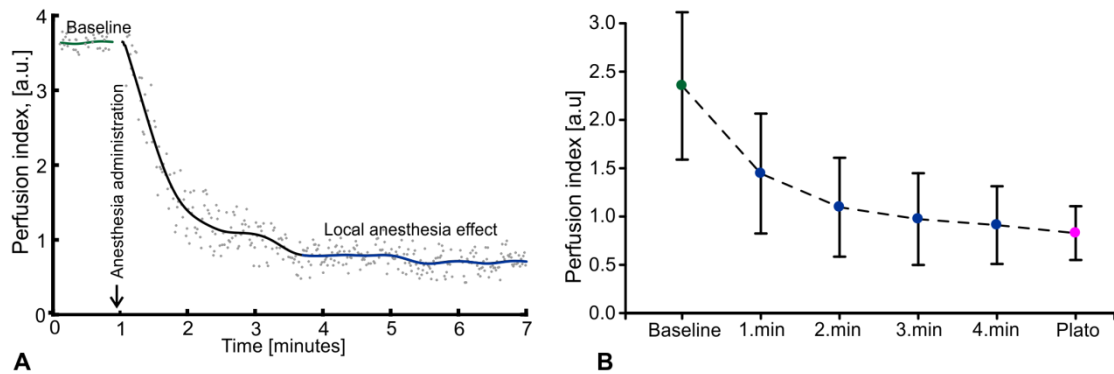 Perfusion index, [a.u.]
4
3
2
1
0
Baseline
Anesthesia administration
Local anesthesia effect
0 1 2 3 4 5 6 7
Time [minutes]
A
Perfusion index [a.u]
3.0
2.5
2.0
1.5
1.0
0.5
0.0
Baseline 1.min 2.min 3.min 4.min Plato
B